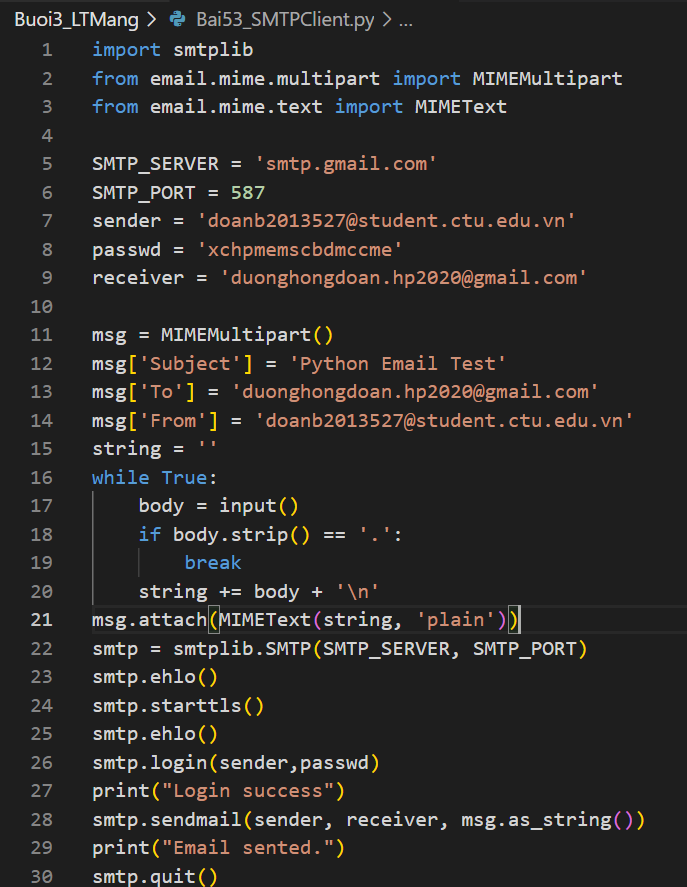 Buoi3_LTMang > Bai53_SMTPClient.py > ...
1 import smtplib
2 from email.mime.multipart import MIMEMultipart
3 from email.mime.text import MIMEText
4
5 SMTP_SERVER = 'smtp.gmail.com'
6 SMTP_PORT = 587
7 sender = 'doanb2013527@student.ctu.edu.vn'
8 passwd = 'xchpmemscbdmccme'
9 receiver = 'duonghongdoan.hp2020@gmail.com'
10
11 msg = MIMEMultipart()
12 msg['Subject'] = 'Python Email Test'
13 msg['To'] = 'duonghongdoan.hp2020@gmail.com'
14 msg['From'] = 'doanb2013527@student.ctu.edu.vn'
15 string = ''
16 while True:
17     body = input()
18     if body.strip() == '.':
19         break
20     string += body + '\n'
21 msg.attach(MIMEText(string, 'plain'))
22 smtp = smtplib.SMTP(SMTP_SERVER, SMTP_PORT)
23 smtp.ehlo()
24 smtp.starttls()
25 smtp.ehlo()
26 smtp.login(sender,passwd)
27 print("Login success")
28 smtp.sendmail(sender, receiver, msg.as_string())
29 print("Email sented.")
30 smtp.quit()